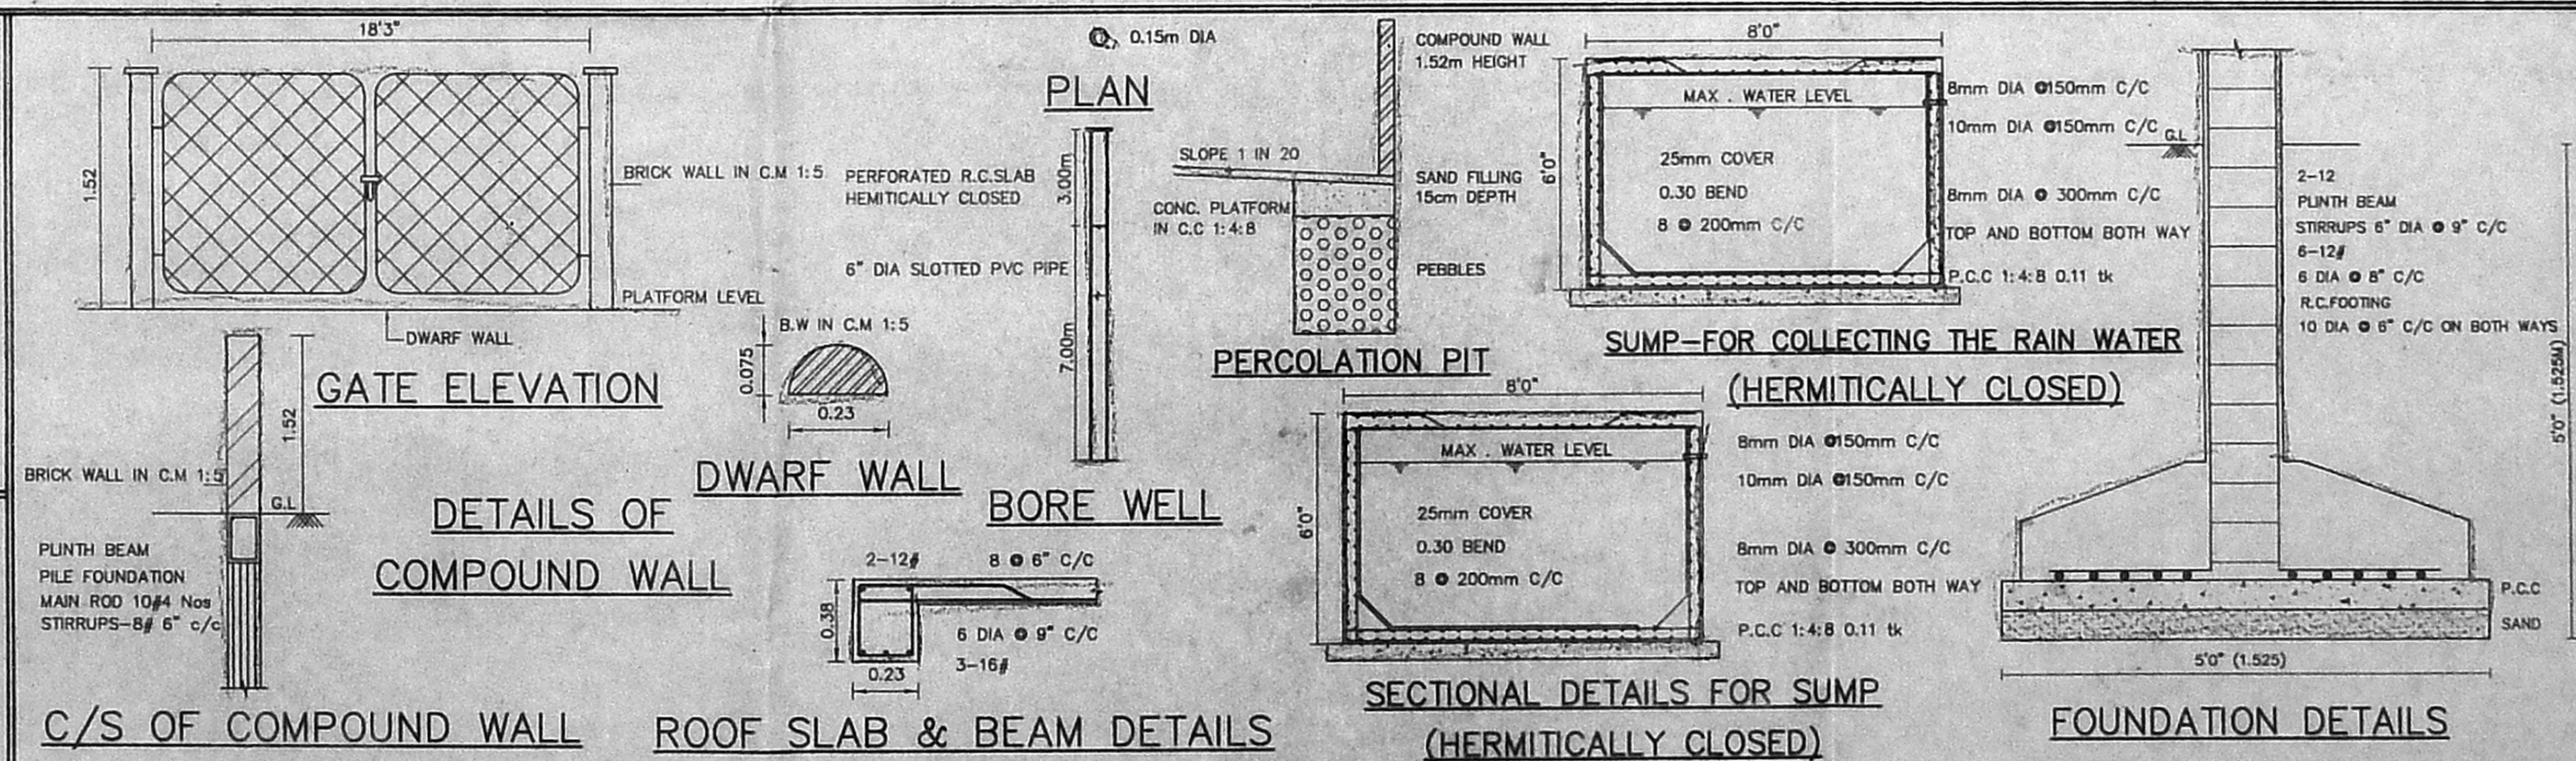 18'3"
1.52
BRICK WALL IN C.M 1:5
PLATFORM LEVEL
DWARF WALL
GATE ELEVATION
1.52
BRICK WALL IN C.M 1:5
G.L
PLINTH BEAM
PILE FOUNDATION
MAIN ROD 10#4 Nos
STIRRUPS-8# 6" c/c
C/S OF COMPOUND WALL
DETAILS OF
COMPOUND WALL
B.W IN C.M 1:5
0.075
0.23
DWARF WALL
0.15m DIA
PLAN
PERFORATED R.C.SLAB
HEMITICALLY CLOSED
3.00m
6" DIA SLOTTED PVC PIPE
7.00m
BORE WELL
2-12#
8 @ 6" C/C
0.38
6 DIA @ 9" C/C
3-16#
0.23
ROOF SLAB & BEAM DETAILS
COMPOUND WALL
1.52m HEIGHT
SLOPE 1 IN 20
SAND FILLING
15cm DEPTH
CONC. PLATFORM
IN C.C 1:4:8
PEBBLES
PERCOLATION PIT
8'0"
6'0"
MAX . WATER LEVEL
25mm COVER
0.30 BEND
8 @ 200mm C/C
8mm DIA @150mm C/C
10mm DIA @150mm C/C
8mm DIA @ 300mm C/C
TOP AND BOTTOM BOTH WAY
P.C.C 1:4:8 0.11 tk
SUMP-FOR COLLECTING THE RAIN WATER
(HERMITICALLY CLOSED)
8'0"
6'0"
MAX . WATER LEVEL
25mm COVER
0.30 BEND
8 @ 200mm C/C
8mm DIA @150mm C/C
10mm DIA @150mm C/C
8mm DIA @ 300mm C/C
TOP AND BOTTOM BOTH WAY
P.C.C 1:4:8 0.11 tk
SECTIONAL DETAILS FOR SUMP
(HERMITICALLY CLOSED)
G.L
2-12
PLINTH BEAM
STIRRUPS 6" DIA @ 9" C/C
6-12#
6 DIA @ 8" C/C
R.C.FOOTING
10 DIA @ 6" C/C ON BOTH WAYS
5'0" (1.525M)
P.C.C
SAND
5'0" (1.525)
FOUNDATION DETAILS